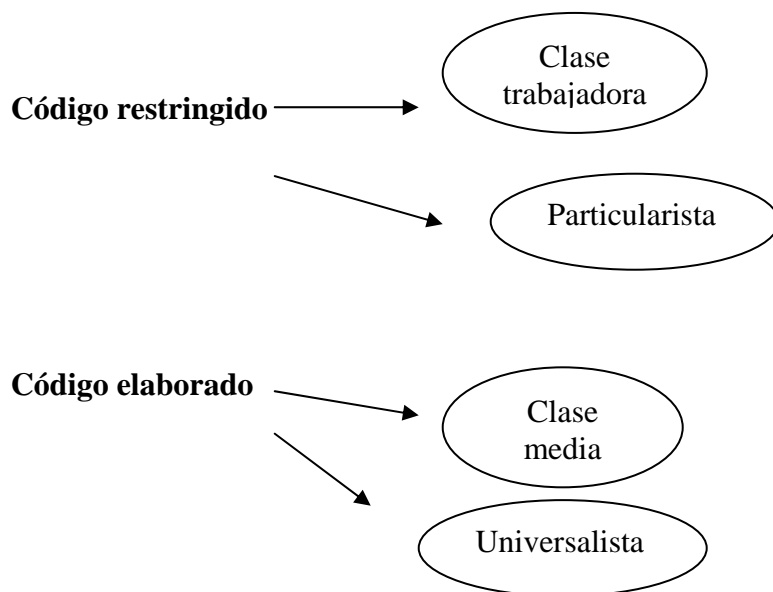 Clase
trabajadora
Código restringido
Particularista
Código elaborado
Clase
media
Universalista